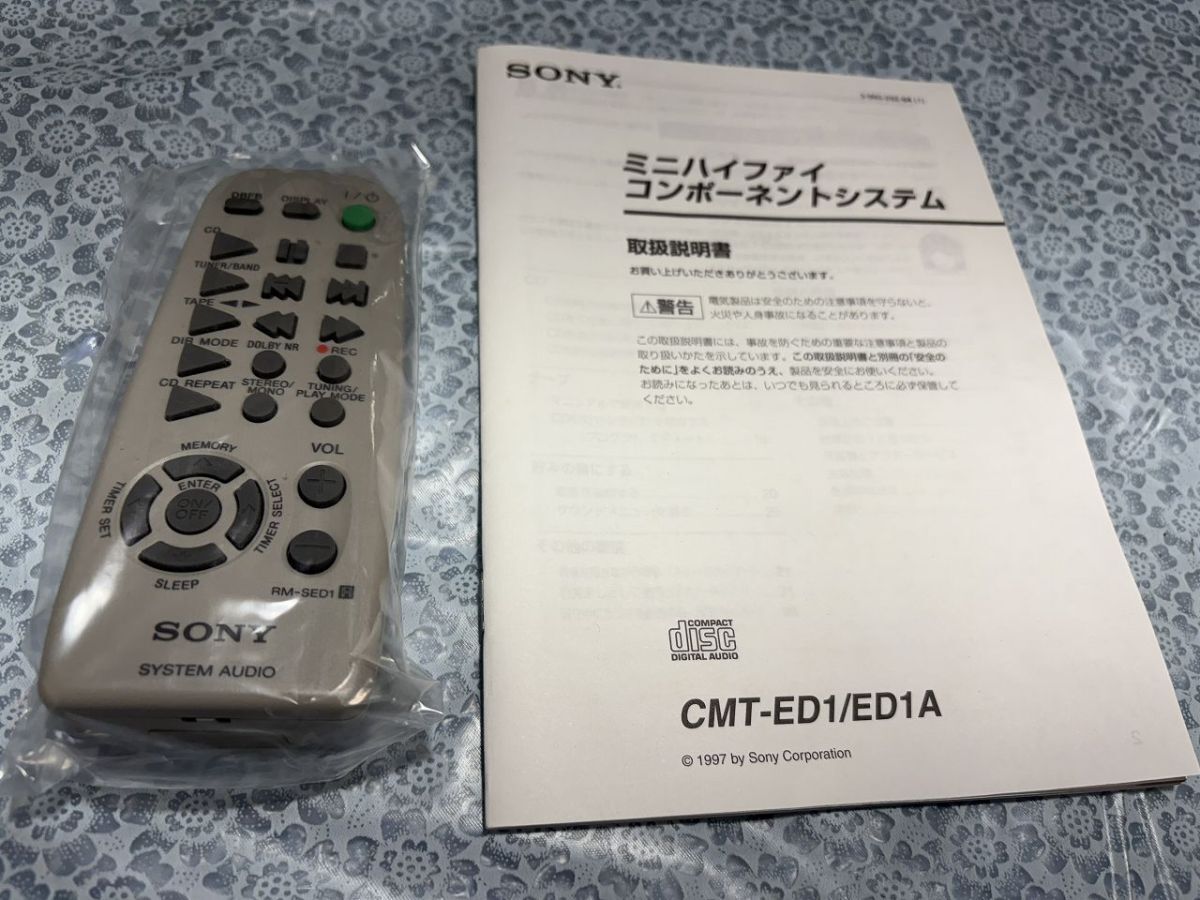 DBFB DISPLAY I/⏻
CD
TUNER/BAND
TAPE
DIR MODE DOLBY NR REC
CD REPEAT STEREO/MONO TUNING/PLAY MODE
MEMORY VOL
ENTER
ON/OFF
TIMER SET
TIMER SELECT
+
−
SLEEP
RM-SED1 R
SONY
SYSTEM AUDIO
SONY
ミニハイファイ
コンポーネントシステム
取扱説明書
お買い上げいただきありがとうございます。
警告
電気製品は安全のための注意事項を守らないと、
火災や人身事故になることがあります。
この取扱説明書には、事故を防ぐための重要な注意事項と製品の
取り扱いかたを示しています。この取扱説明書と別冊の「安全の
ために」をよくお読みのうえ、製品を安全にお使いください。
お読みになったあとは、いつでも見られるところに必ず保管して
ください。
COMPACT
disc
DIGITAL AUDIO
CMT-ED1/ED1A
© 1997 by Sony Corporation